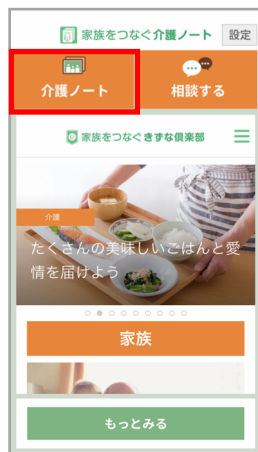 家族をつなぐ介護ノート
設定
介護ノート
相談する
家族をつなぐきずな倶楽部
介護
たくさんの美味しいごはんと愛
情を届けよう
家族
もっとみる